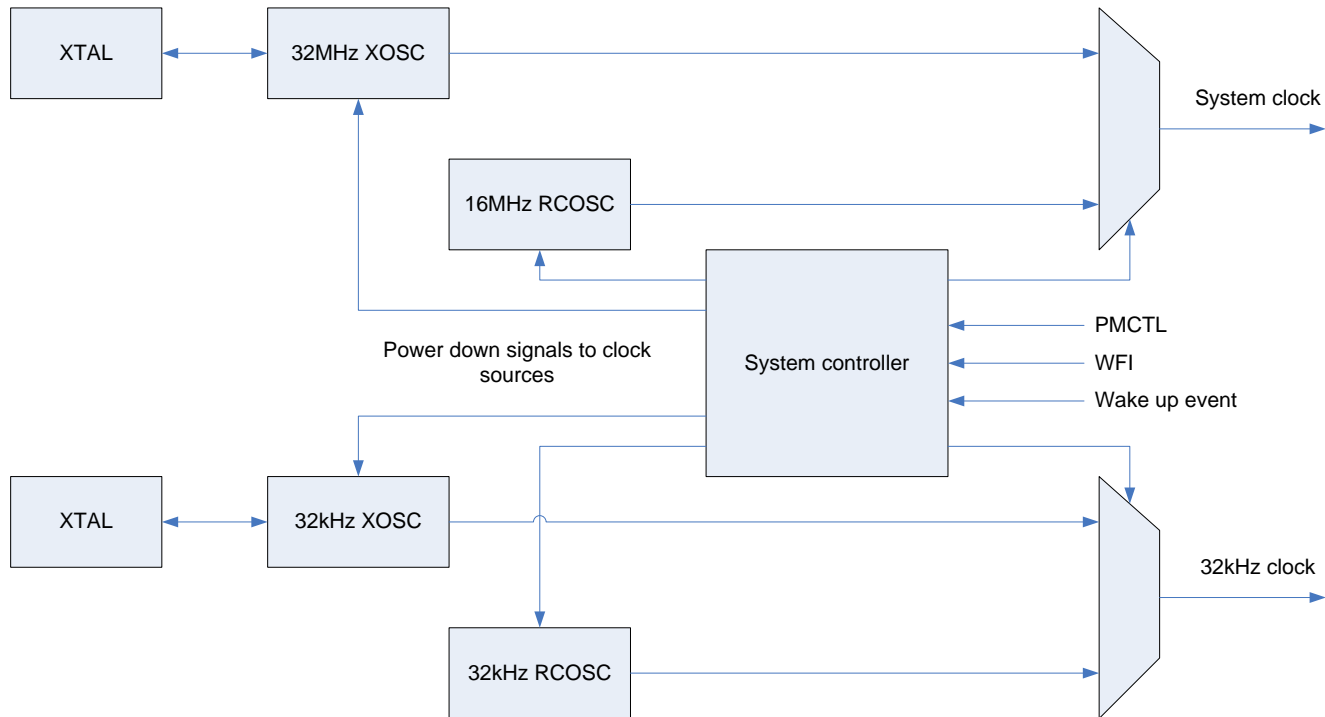 XTAL
32MHz XOSC
System clock
16MHz RCOSC
PMCTL
Power down signals to clock
sources
System controller
WFI
Wake up event
XTAL
32kHz XOSC
32kHz clock
32kHz RCOSC